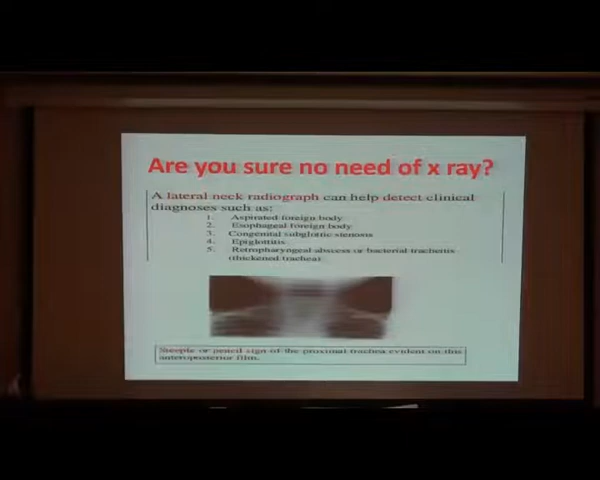 Are you sure no need of x ray?
A lateral neck radiograph can help detect clinical
diagnoses such as:
1. Aspirated foreign body
2. Esophageal foreign body
3. Congenital subglottic stenosis
4. Epiglottitis
5. Retropharyngeal abscess or bacterial tracheitis
(thickened trachea)
Steeple or pencil sign of the proximal trachea evident on this
anteroposterior film.